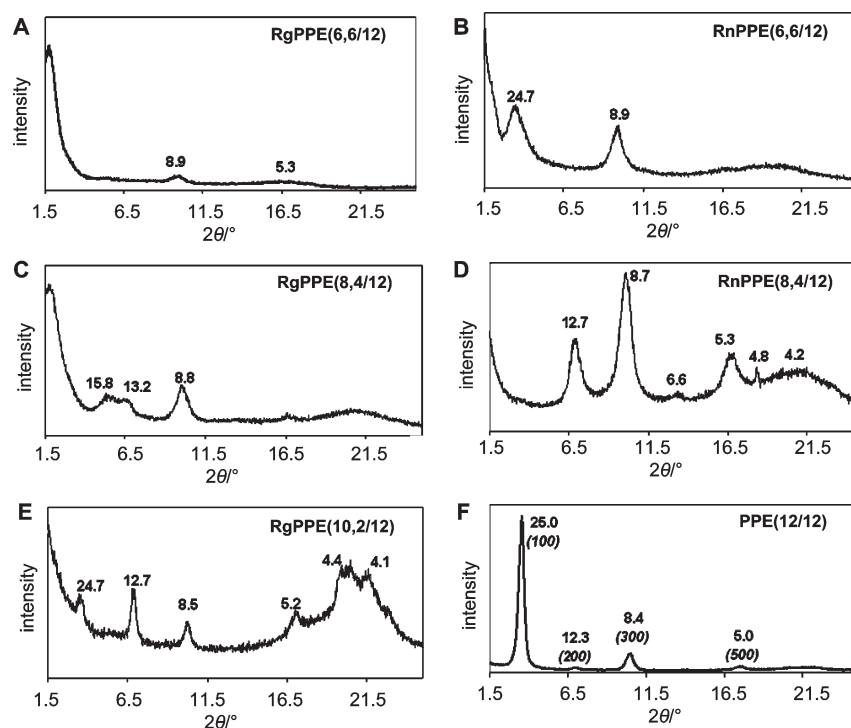 A
RgPPE(6,6/12)
intensity
8.9
5.3
1.5 6.5 11.5 16.5 21.5
2θ/°
B
RnPPE(6,6/12)
intensity
24.7
8.9
1.5 6.5 11.5 16.5 21.5
2θ/°
C
RgPPE(8,4/12)
intensity
15.8 13.2 8.8
1.5 6.5 11.5 16.5 21.5
2θ/°
D
RnPPE(8,4/12)
intensity
8.7
12.7
6.6
5.3
4.8 4.2
1.5 6.5 11.5 16.5 21.5
2θ/°
E
RgPPE(10,2/12)
intensity
24.7 12.7
8.5
5.2
4.4 4.1
1.5 6.5 11.5 16.5 21.5
2θ/°
F
PPE(12/12)
intensity
25.0
(100)
12.3
(200)
8.4
(300)
5.0
(500)
1.5 6.5 11.5 16.5 21.5
2θ/°